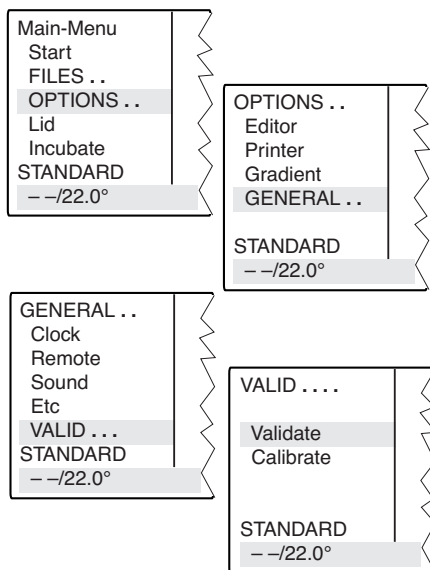 Main-Menu
Start
FILES . .
OPTIONS . .
Lid
Incubate
STANDARD
– –/22.0°
OPTIONS . .
Editor
Printer
Gradient
GENERAL . .
STANDARD
– –/22.0°
GENERAL . .
Clock
Remote
Sound
Etc
VALID . . .
STANDARD
– –/22.0°
VALID . . . .
Validate
Calibrate
STANDARD
– –/22.0°